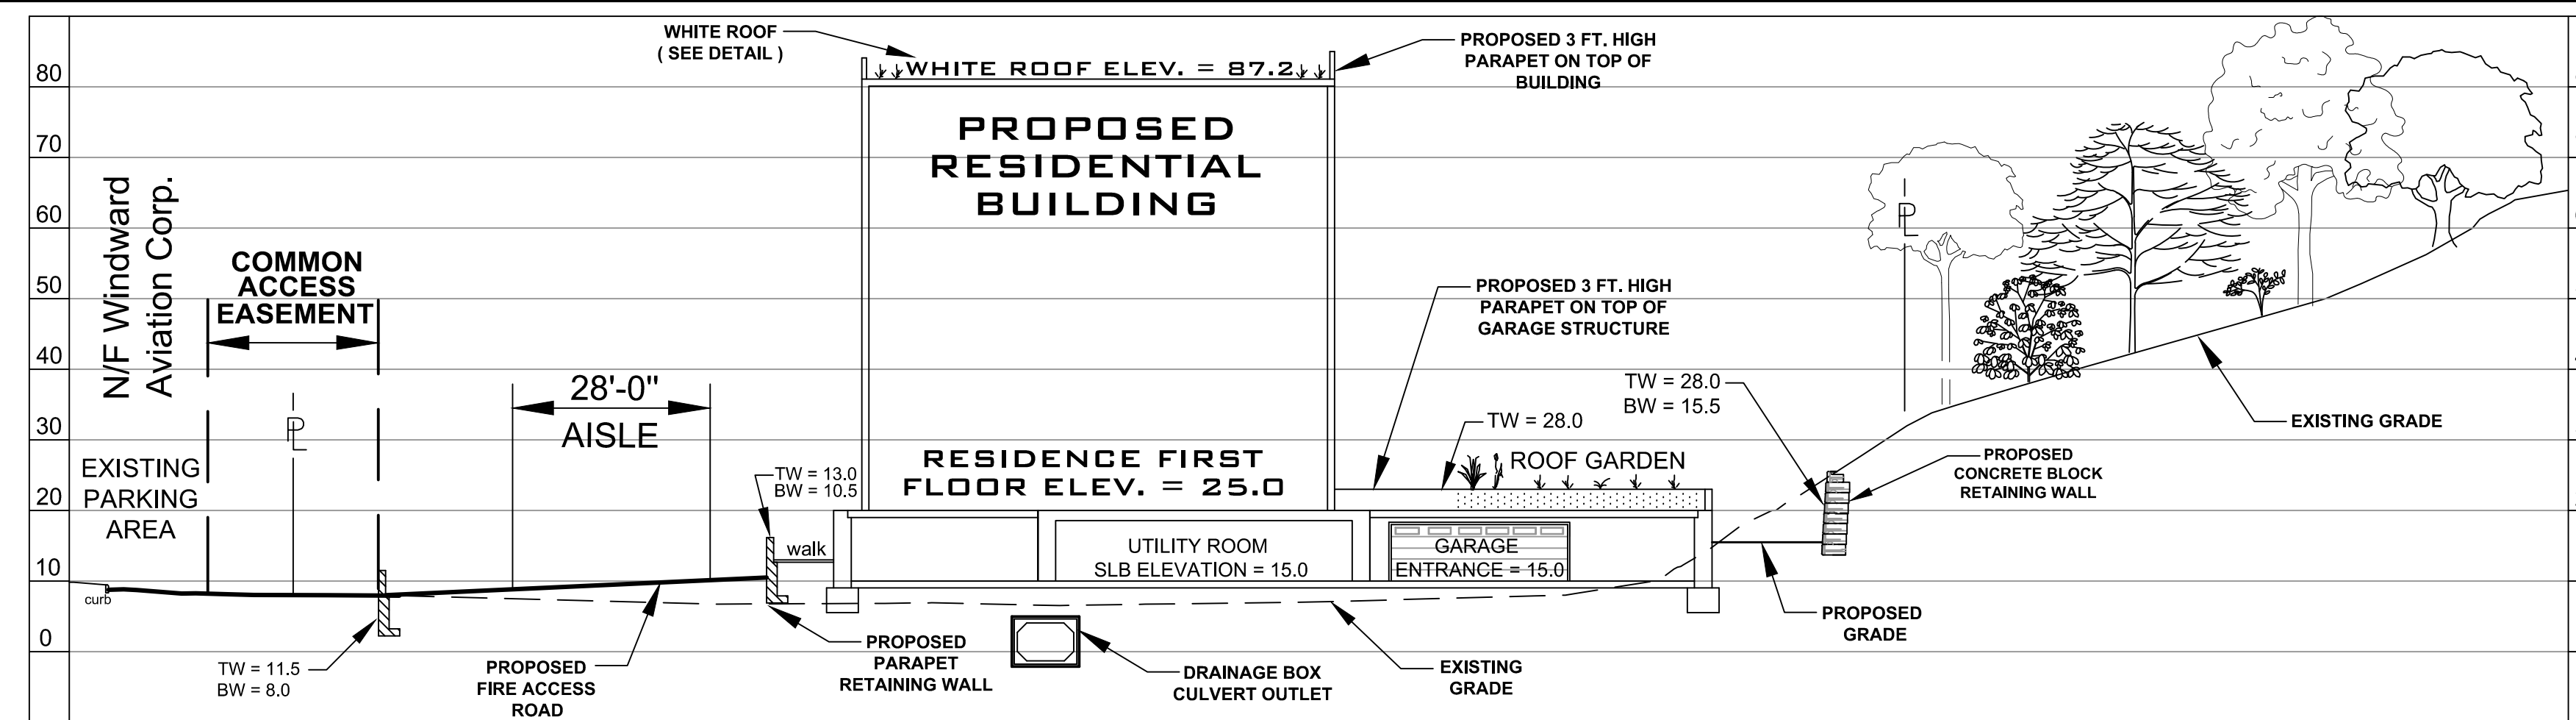 WHITE ROOF
( SEE DETAIL )
WHITE ROOF ELEV. = 87.2
PROPOSED 3 FT. HIGH
PARAPET ON TOP OF
BUILDING
80
70
60
50
40
30
20
10
0
PROPOSED
RESIDENTIAL
BUILDING
N/F Windward
Aviation Corp.
COMMON
ACCESS
EASEMENT
PL
28'-0"
AISLE
EXISTING
PARKING
AREA
curb
TW = 11.5
BW = 8.0
PROPOSED
FIRE ACCESS
ROAD
TW = 13.0
BW = 10.5
walk
PROPOSED
PARAPET
RETAINING WALL
RESIDENCE FIRST
FLOOR ELEV. = 25.0
UTILITY ROOM
SLB ELEVATION = 15.0
GARAGE
ENTRANCE = 15.0
DRAINAGE BOX
CULVERT OUTLET
EXISTING
GRADE
PROPOSED 3 FT. HIGH
PARAPET ON TOP OF
GARAGE STRUCTURE
TW = 28.0
ROOF GARDEN
TW = 28.0
BW = 15.5
PL
EXISTING GRADE
PROPOSED
CONCRETE BLOCK
RETAINING WALL
PROPOSED
GRADE